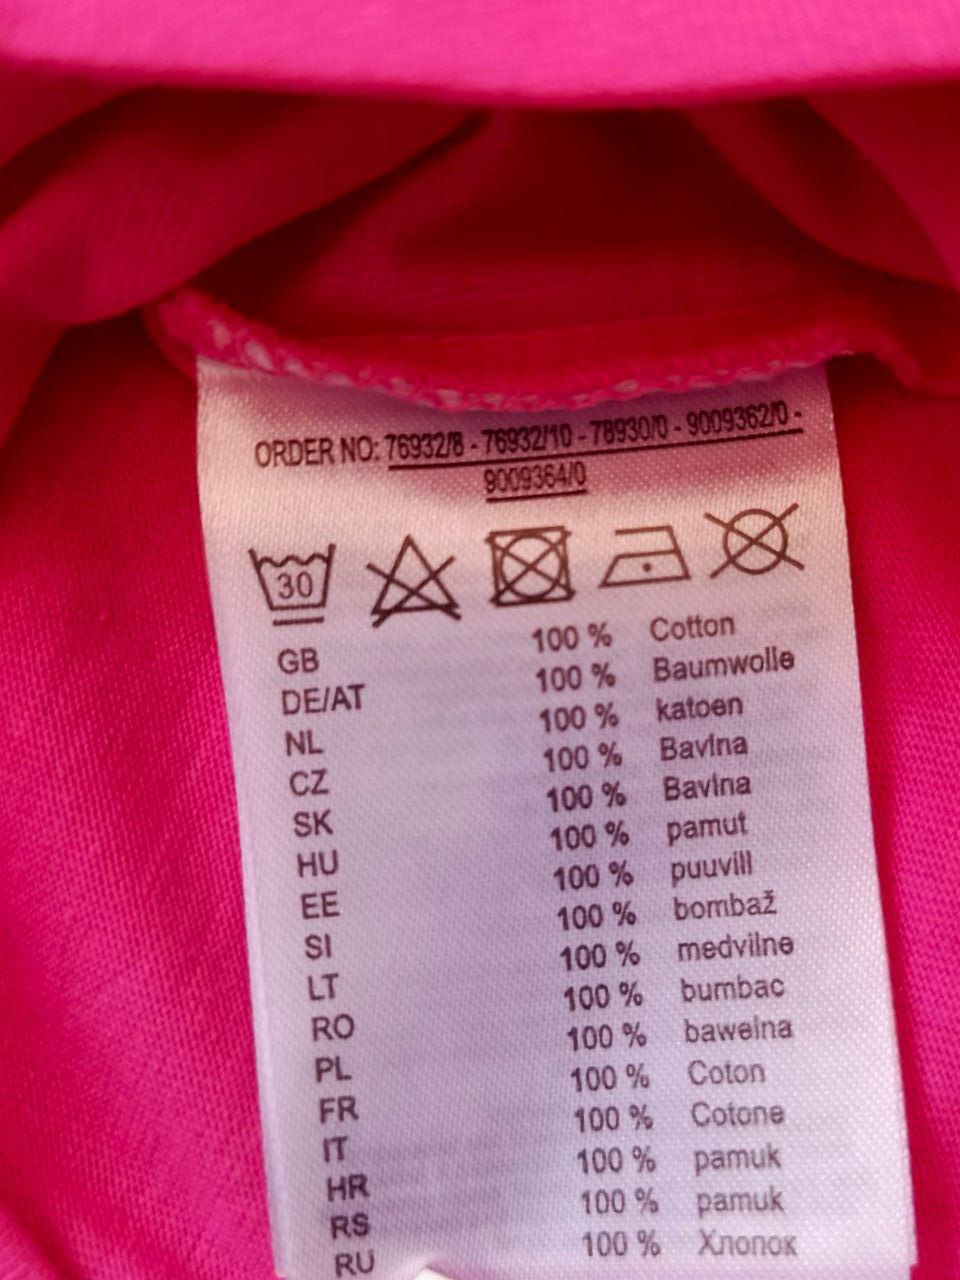 ORDER NO: 76932/8 - 76932/10 - 78930/0 - 9009362/0 -
9009364/0
30
GB 100 % Cotton
DE/AT 100 % Baumwolle
NL 100 % katoen
CZ 100 % Bavlna
SK 100 % Bavlna
HU 100 % pamut
EE 100 % puuvill
SI 100 % bombaž
LT 100 % medvilne
RO 100 % bumbac
PL 100 % bawelna
FR 100 % Coton
IT 100 % Cotone
HR 100 % pamuk
RS 100 % pamuk
RU 100 % Хлопок